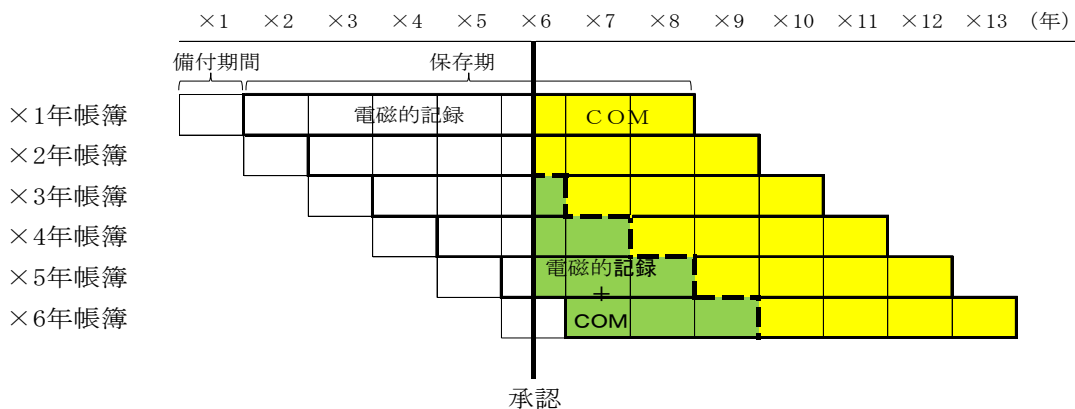 ×1 ×2 ×3 ×4 ×5 ×6 ×7 ×8 ×9 ×10 ×11 ×12 ×13 （年）
備付期間 保存期
×1年帳簿 電磁的記録 ＣＯＭ
×2年帳簿
×3年帳簿
×4年帳簿
×5年帳簿 電磁的記録
+
×6年帳簿 COM
承認